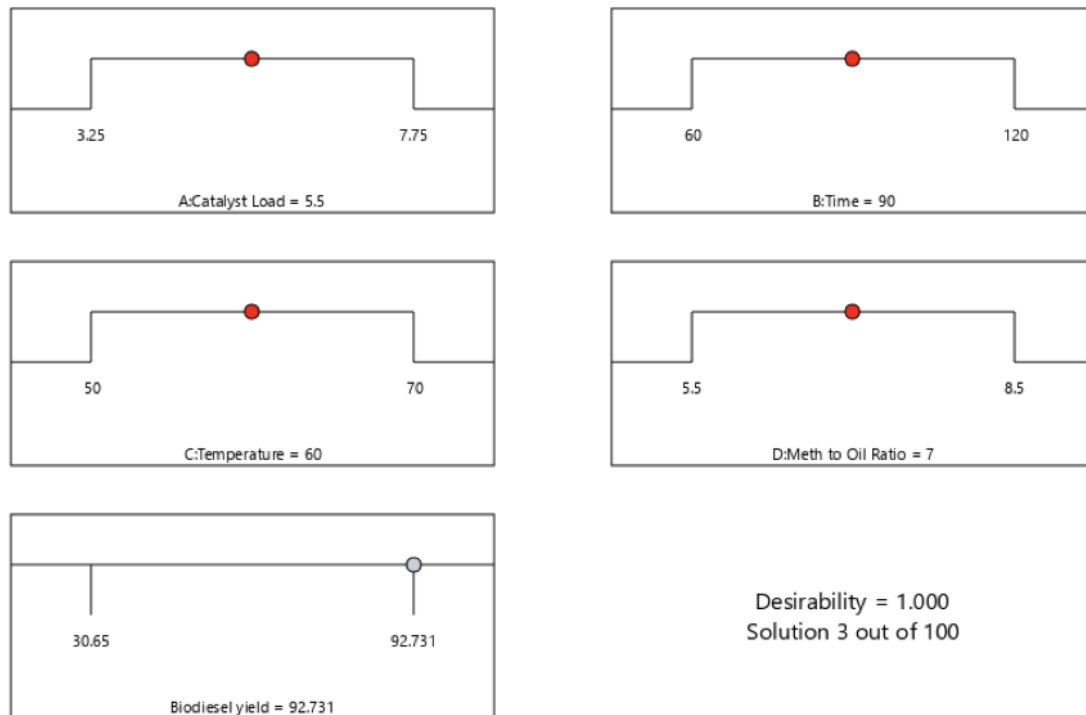 3.25
7.75
A:Catalyst Load = 5.5
60
120
B:Time = 90
50
70
C:Temperature = 60
5.5
8.5
D:Meth to Oil Ratio = 7
30.65
92.731
Biodiesel yield = 92.731
Desirability = 1.000
Solution 3 out of 100